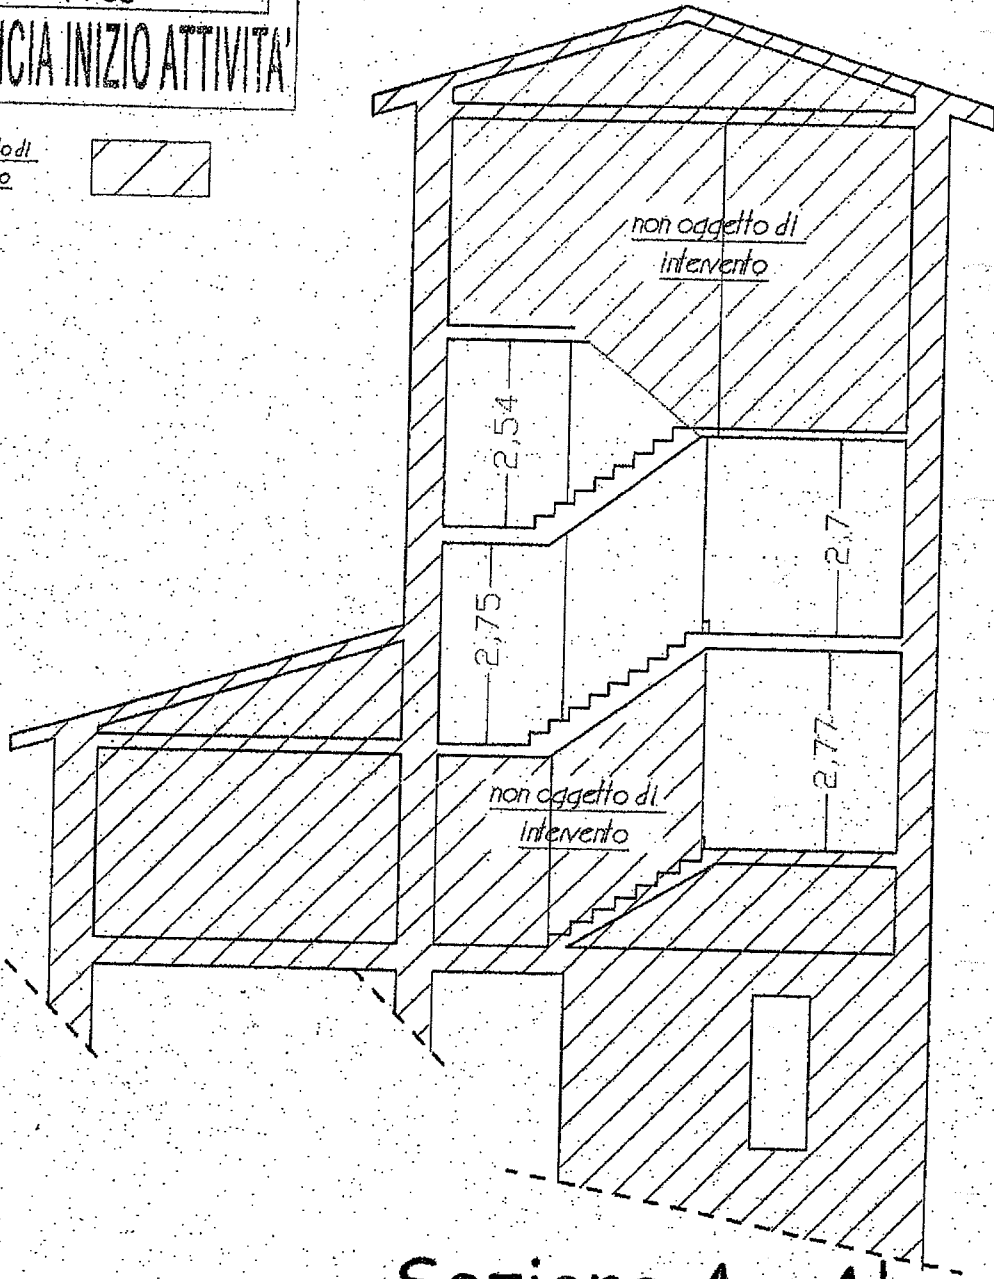 INIZIO ATTIVITA'
non oggetto di
intervento
2,54
2,7
2,75
2,77
non oggetto di
intervento
Sezione A - A'